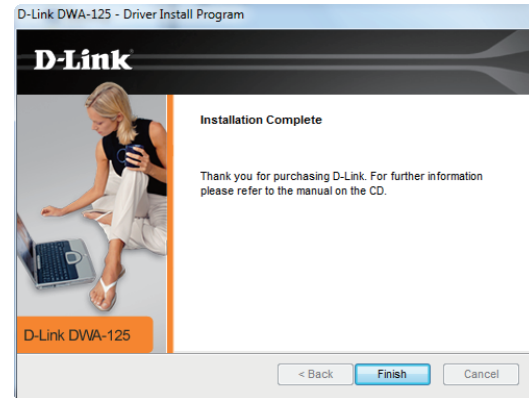 D-Link DWA-125 - Driver Install Program
D-Link
Installation Complete
Thank you for purchasing D-Link. For further information
please refer to the manual on the CD.
D-Link DWA-125
< Back
Finish
Cancel